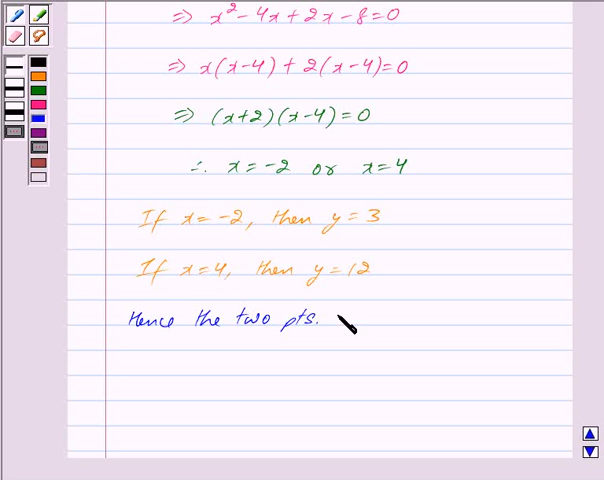 ⇒ x² - 4x + 2x - 8 = 0
⇒ x(x-4) + 2(x-4) = 0
⇒ (x+2)(x-4) = 0
∴ x = -2 or x = 4
If x = -2, then y = 3
If x = 4, then y = 12
Hence the two pts.